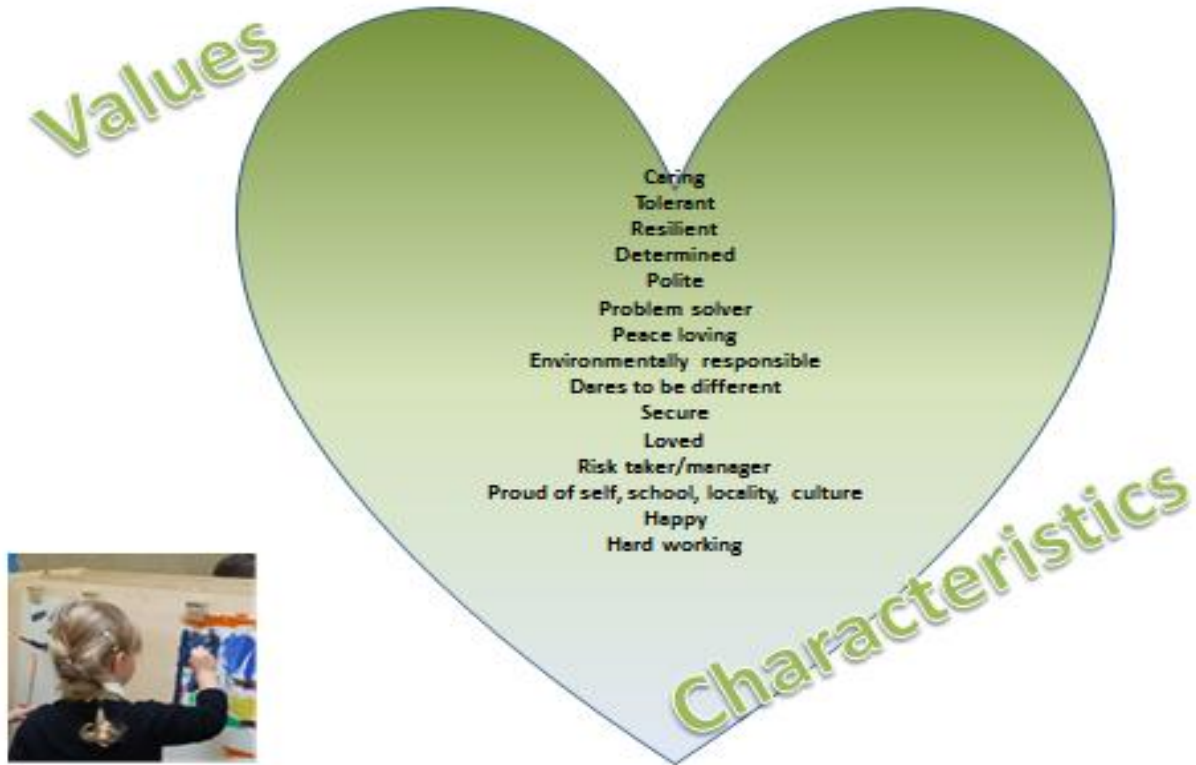 Values
Caring
Tolerant
Resilient
Determined
Polite
Problem solver
Peace loving
Environmentally responsible
Dares to be different
Secure
Loved
Risk taker/manager
Proud of self, school, locality, culture
Happy
Hard working
Characteristics